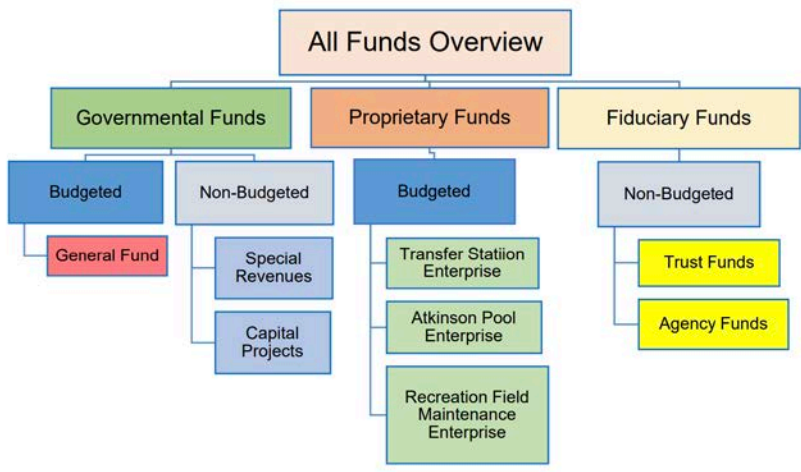 All Funds Overview
Governmental Funds
Proprietary Funds
Fiduciary Funds
Budgeted
Non-Budgeted
Budgeted
Non-Budgeted
General Fund
Special
Revenues
Capital
Projects
Transfer Statiion
Enterprise
Atkinson Pool
Enterprise
Recreation Field
Maintenance
Enterprise
Trust Funds
Agency Funds